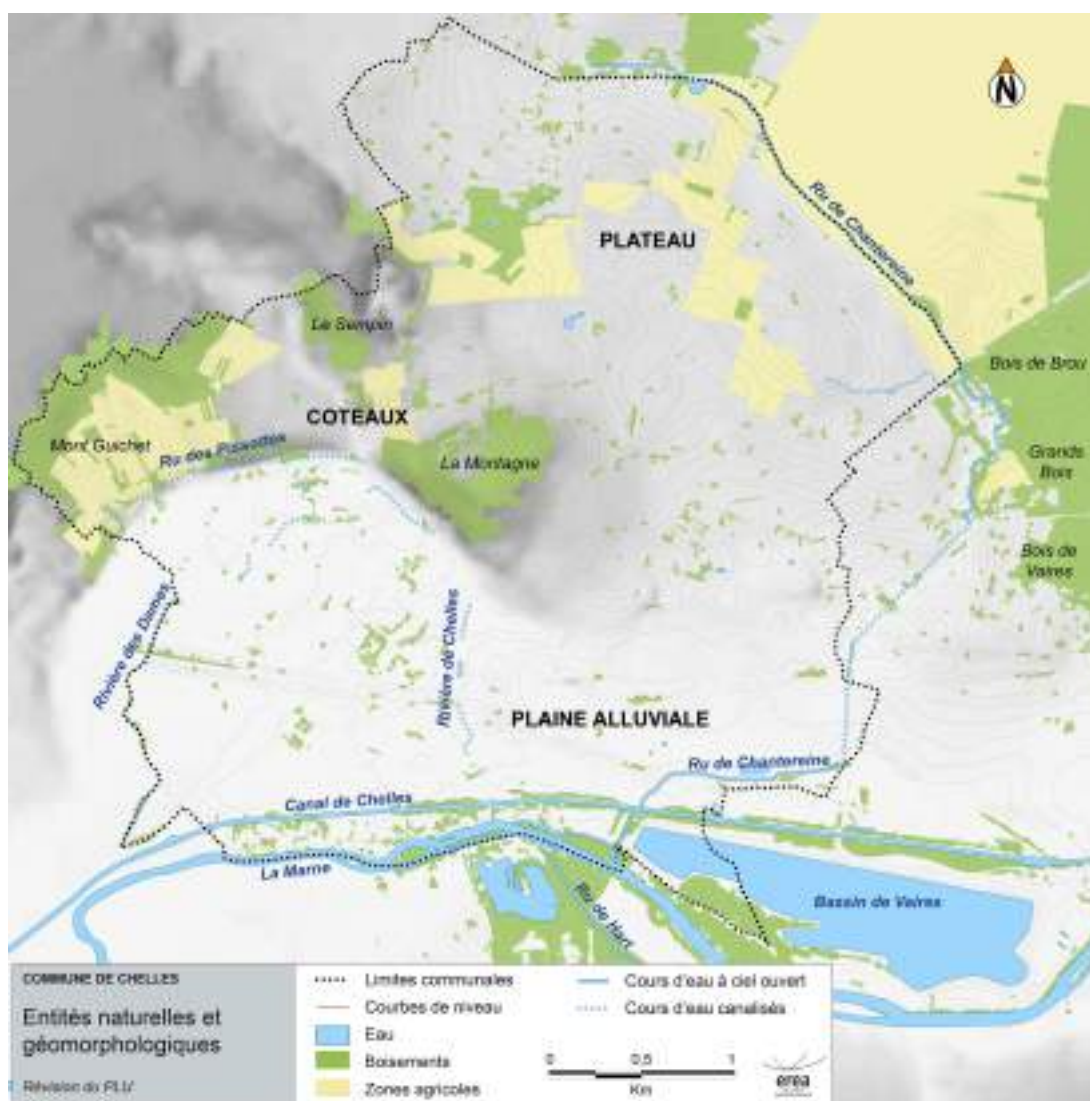 N
Ru de Chantereine
PLATEAU
Le Sempin
Bois de Brou
COTEAUX
Mont Guichet
Ru des Pissottes
La Montagne
Grands
Bois
Bois de
Vaires
Rivière des Dames
Rivière de Chelles
PLAINE ALLUVIALE
Ru de Chantereine
Canal de Chelles
La Marne
Ru de Hart
Bassin de Vaires
COMMUNE DE CHELLES
Entités naturelles et
géomorphologiques
Révision du PLU
Limites communales
Courbes de niveau
Eau
Boisements
Zones agricoles
Cours d'eau à ciel ouvert
Cours d'eau canalisés
0 0,5 1
Km
erea